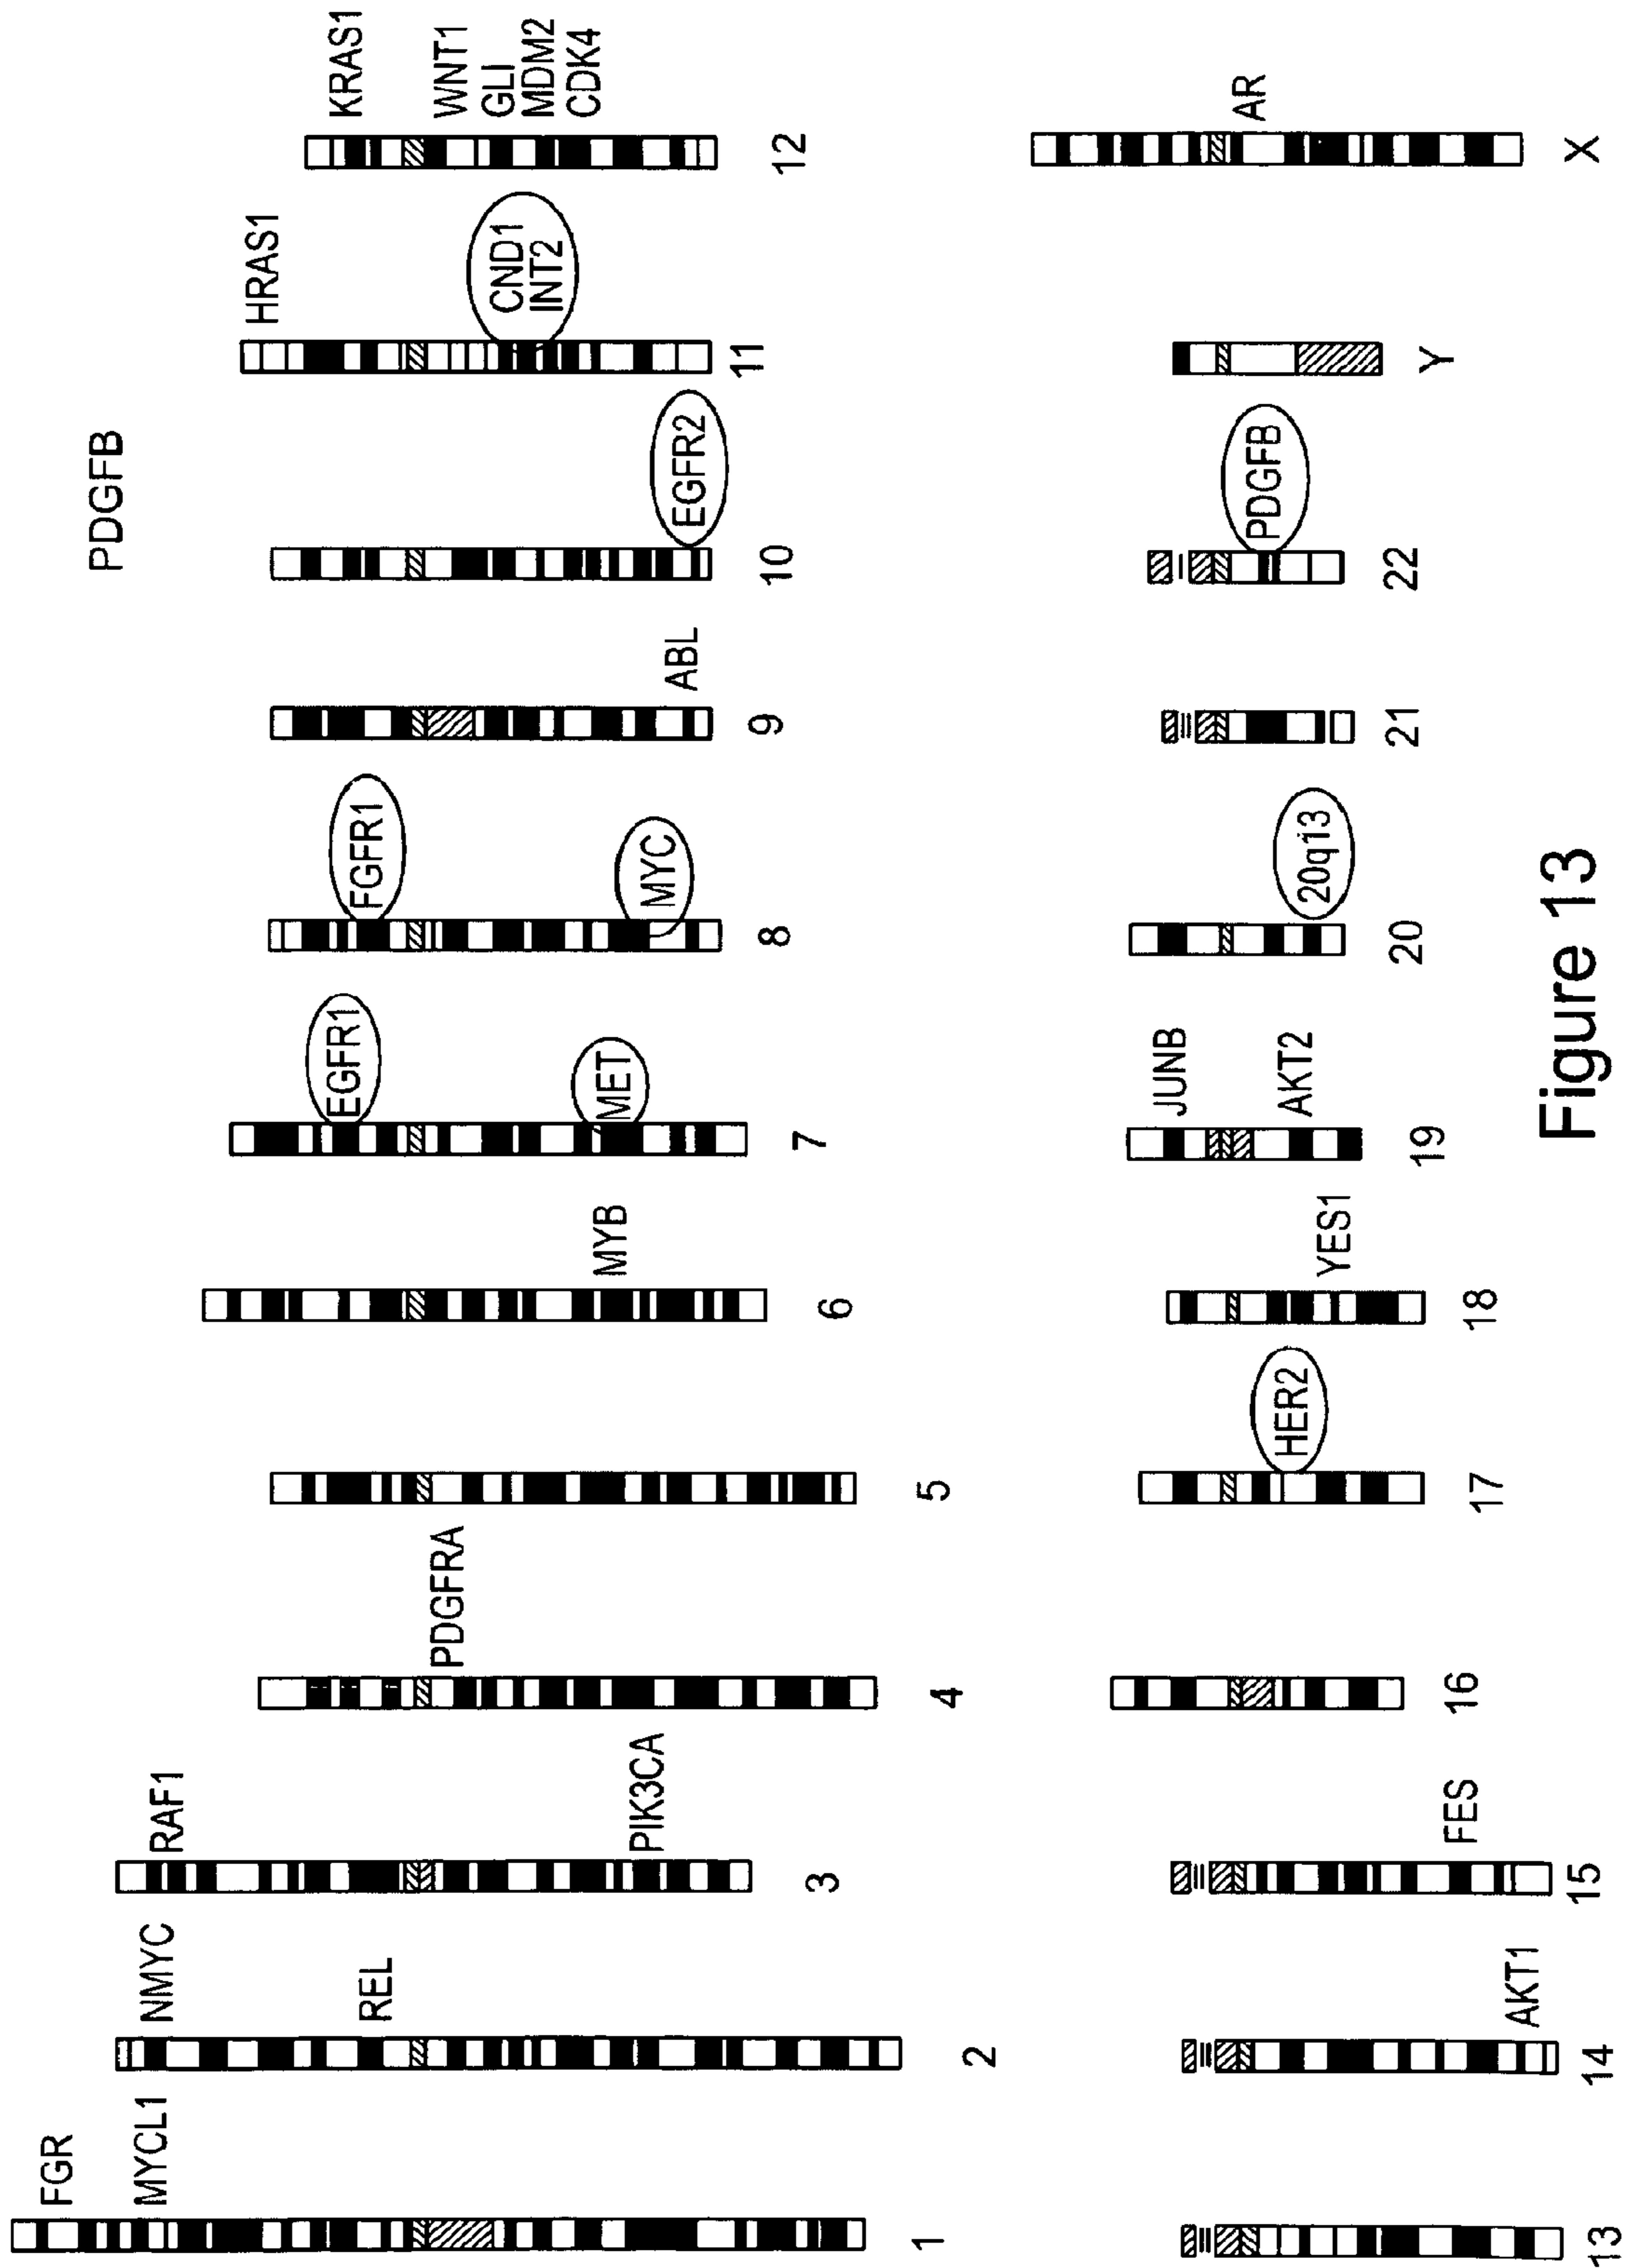 PDGFB
FGR
MYCL1
1
NMYC
REL
2
RAF1
PIK3CA
3
PDGFRA
4
5
MYB
6
EGFR1
MET
7
FGFR1
MYC
8
ABL
9
EGFR2
10
HRAS1
CND1
INT2
11
KRAS1
WNT1
GLI
MDM2
CDK4
12
13
AKT1
14
FES
15
16
HER2
17
YES1
18
JUNB
AKT2
19
20q13
20
21
PDGFB
22
Y
AR
X
Figure 13